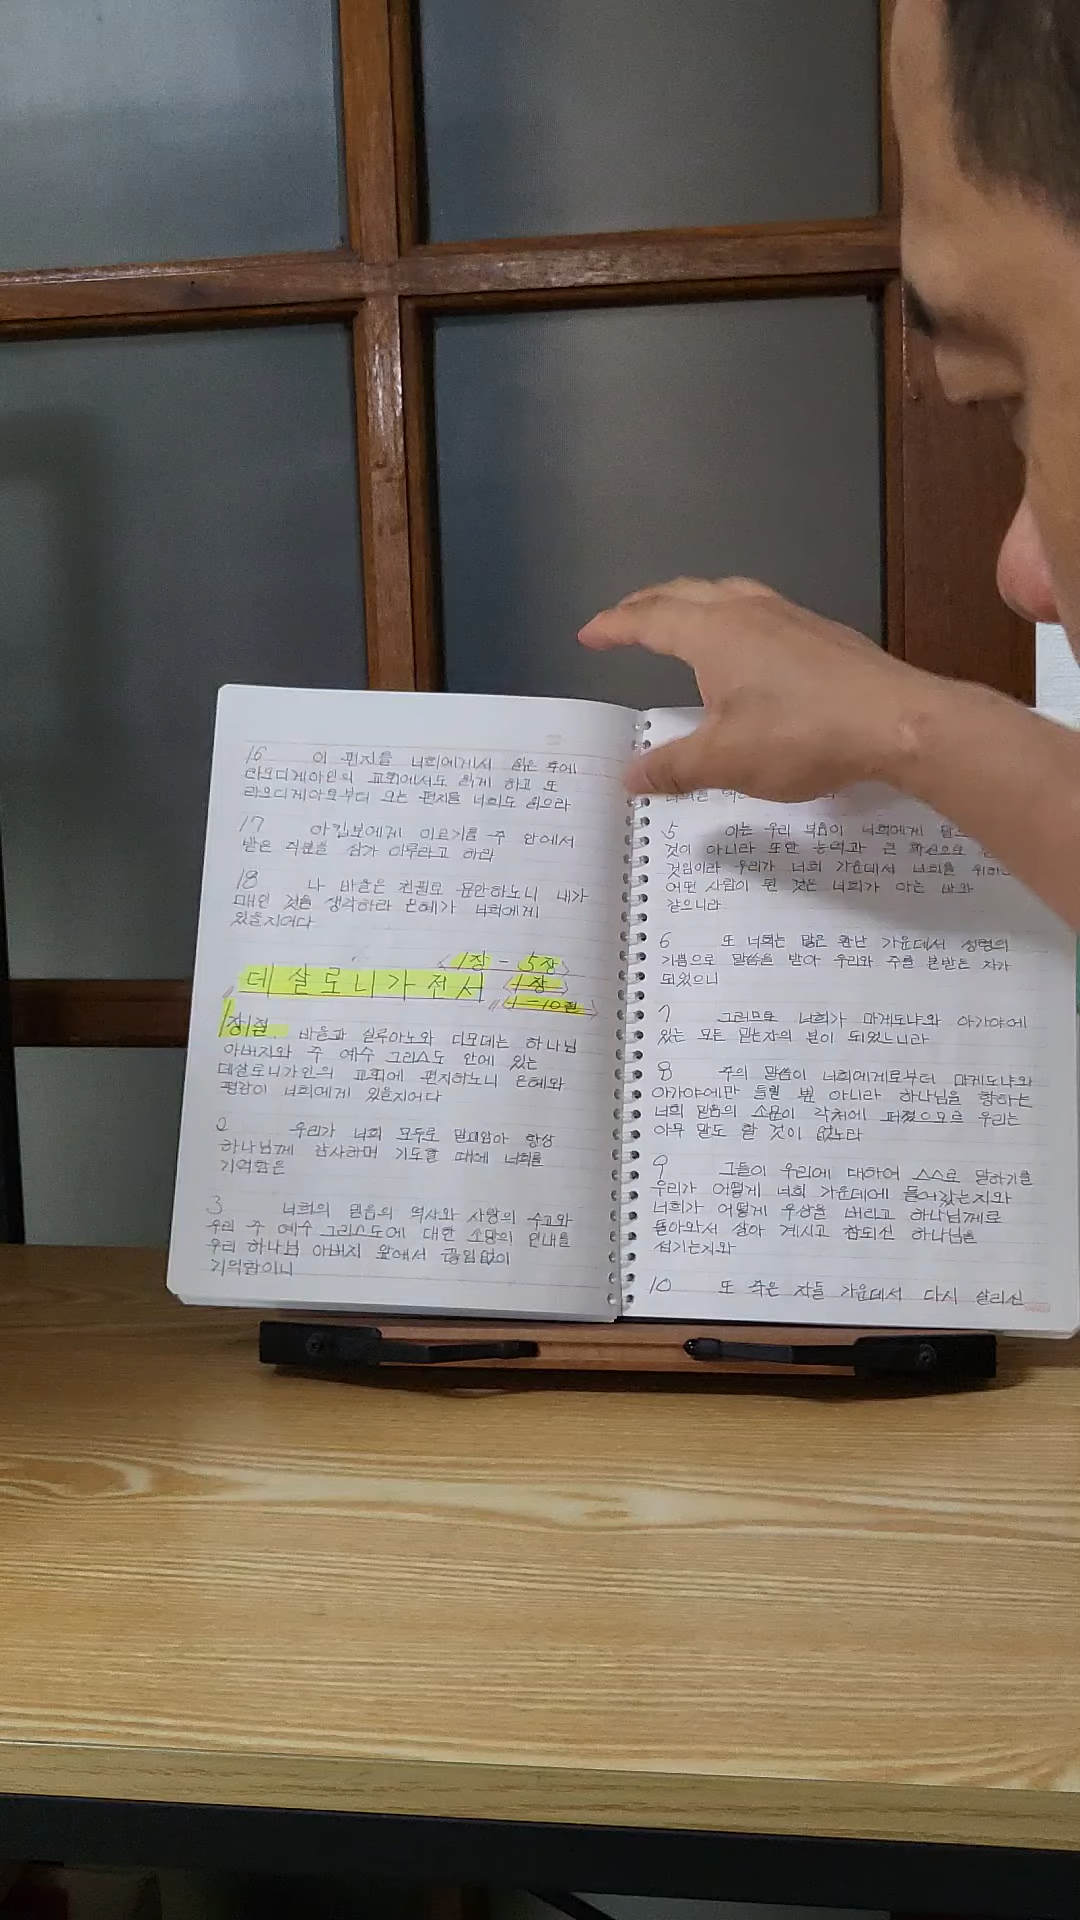 16 이 편지를 너희에게서 읽은 후에
라오디게아인의 교회에서도 읽게 하고 또
라오디게아로부터 오는 편지를 너희도 읽으라
17 아킵보에게 이르기를 주 안에서
받은 직분을 삼가 이루라고 하라
18 나 바울은 친필로 문안하노니 내가
매인 것을 생각하라 은혜가 너희에게
있을지어다
<1장 - 5장>
데살로니가전서 <1장>
<1-10절>
1장1절 바울과 실루아노와 디모데는 하나님
아버지와 주 예수 그리스도 안에 있는
데살로니가인의 교회에 편지하노니 은혜와
평강이 너희에게 있을지어다
2 우리가 너희 모두로 말미암아 항상
하나님께 감사하며 기도할 때에 너희를
기억함은
3 너희의 믿음의 역사와 사랑의 수고와
우리 주 예수 그리스도에 대한 소망의 인내를
우리 하나님 아버지 앞에서 끊임없이
기억함이니
너희를
5 이는 우리 복음이 너희에게
것이 아니라 또한 능력과 큰 확신으로
것임이라 우리가 너희 가운데서 너희를
어떤 사람이 된 것은 너희가 아는 바와
같으니라
6 또 너희는 많은 환난 가운데서 성령의
기쁨으로 말씀을 받아 우리와 주를 본받은 자가
되었으니
7 그러므로 너희가 마게도냐와 아가야에
있는 모든 믿는자의 본이 되었느니라
8 주의 말씀이 너희에게로부터 마게도냐와
아가야에만 들릴 뿐 아니라 하나님을 향하는
너희 믿음의 소문이 각처에 퍼졌으므로 우리는
아무 말도 할 것이 없노라
9 그들이 우리에 대하여 스스로 말하기를
우리가 어떻게 너희 가운데에 들어갔는지와
너희가 어떻게 우상을 버리고 하나님께로
돌아와서 살아 계시고 참되신 하나님을
섬기는지와
10 또 죽은 자들 가운데서 다시 살리신